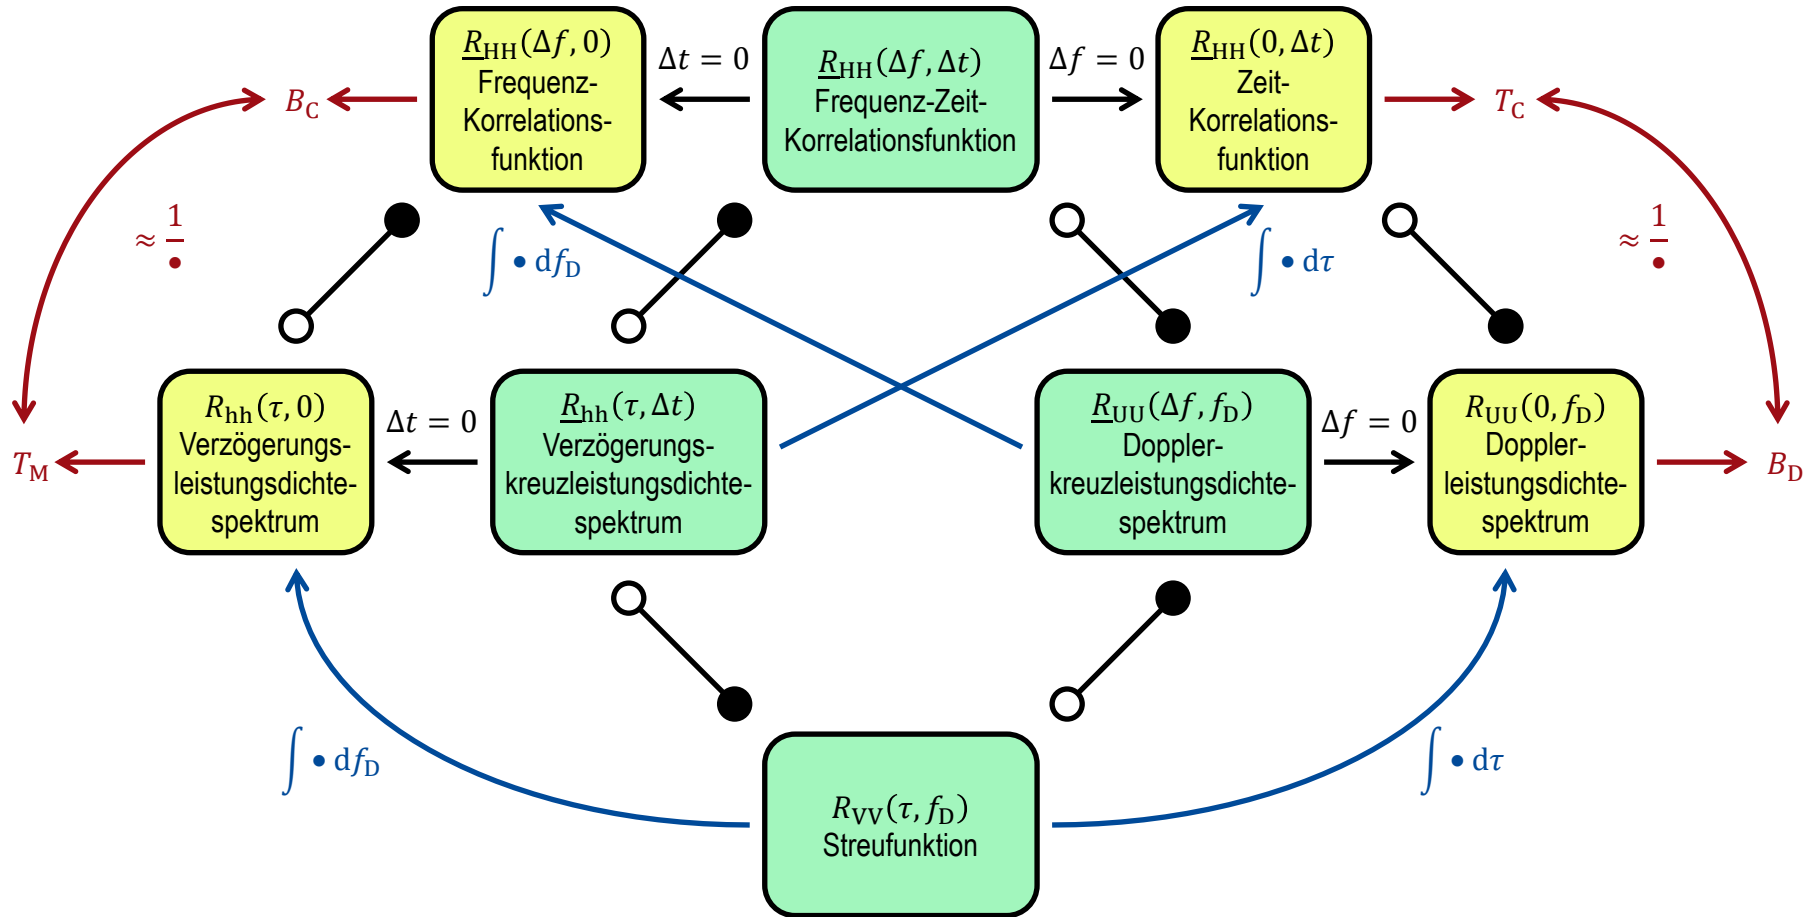 R_HH(Δf, 0)
Frequenz-
Korrelations-
funktion
Δt = 0
R_HH(Δf, Δt)
Frequenz-Zeit-
Korrelationsfunktion
Δf = 0
R_HH(0, Δt)
Zeit-
Korrelations-
funktion
B_C
T_C
≈ 1/•
∫ • df_D
∫ • dτ
≈ 1/•
T_M
R_hh(τ, 0)
Verzögerungs-
leistungsdichte-
spektrum
Δt = 0
R_hh(τ, Δt)
Verzögerungs-
kreuzleistungsdichte-
spektrum
R_UU(Δf, f_D)
Doppler-
kreuzleistungsdichte-
spektrum
Δf = 0
R_UU(0, f_D)
Doppler-
leistungsdichte-
spektrum
B_D
∫ • df_D
∫ • dτ
R_VV(τ, f_D)
Streufunktion